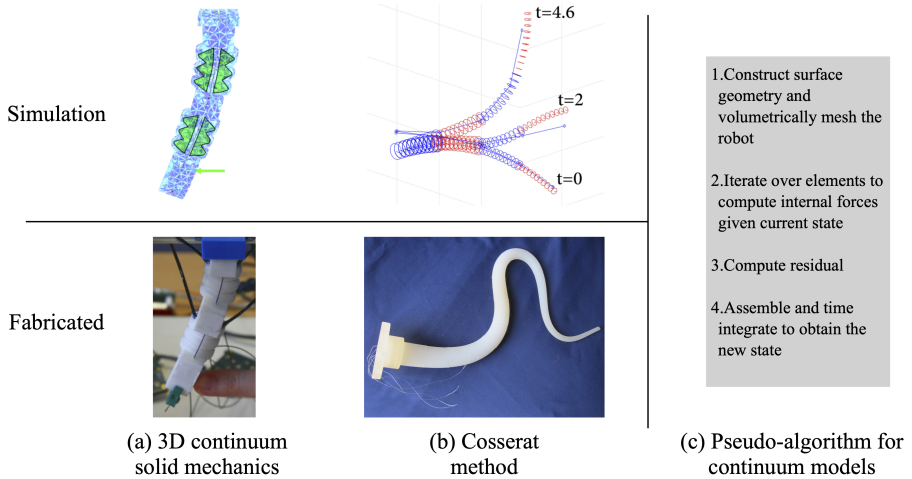 Simulation
t=4.6
t=2
t=0
Fabricated
(a) 3D continuum
solid mechanics
(b) Cosserat
method
1.Construct surface
geometry and
volumetrically mesh the
robot
2.Iterate over elements to
compute internal forces
given current state
3.Compute residual
4.Assemble and time
integrate to obtain the
new state
(c) Pseudo-algorithm for
continuum models